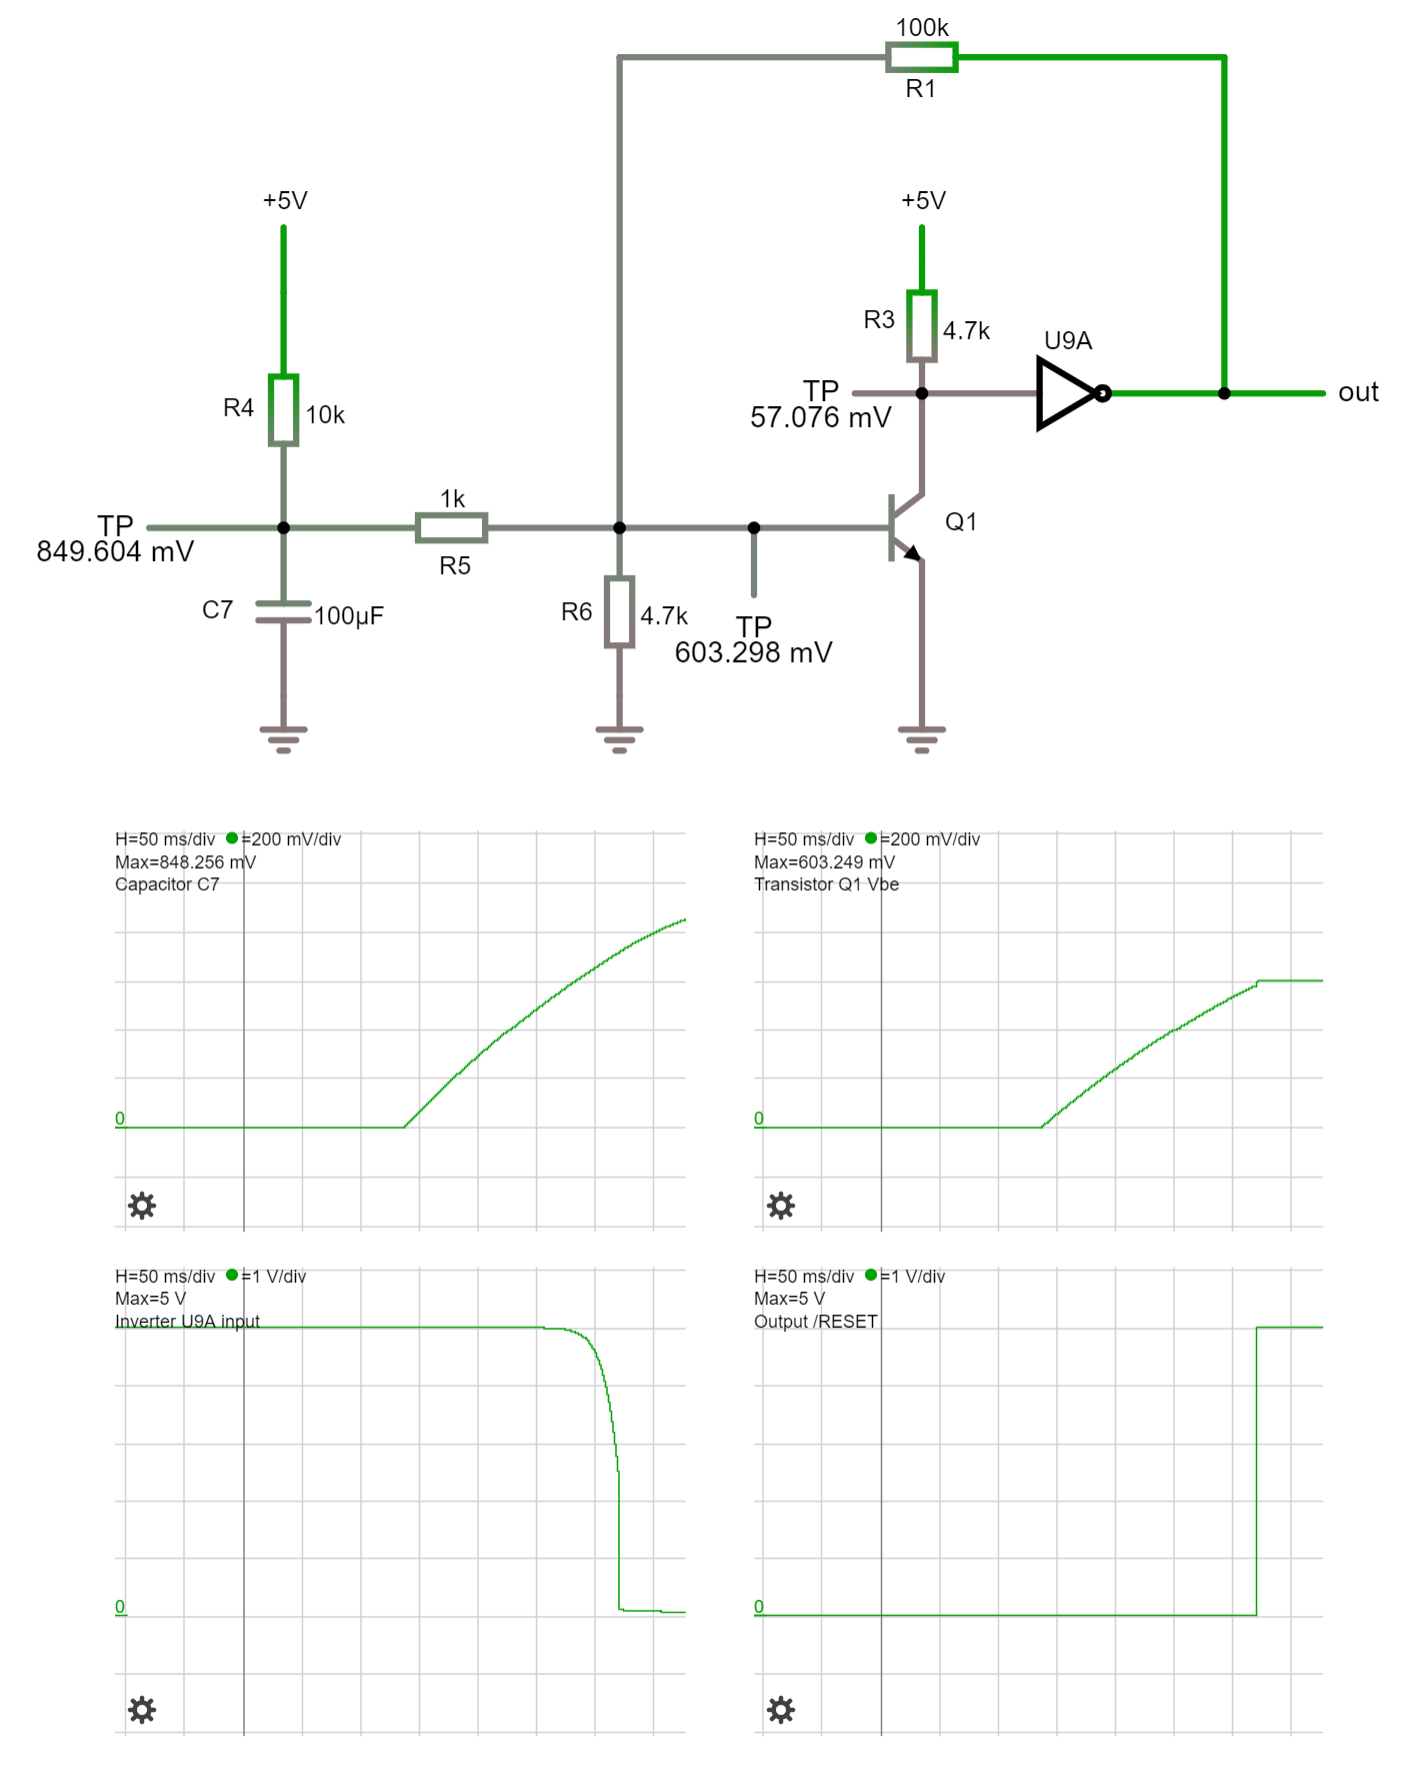 100k
R1
+5V
+5V
R3
4.7k
U9A
TP
57.076 mV
out
R4
10k
1k
R5
TP
849.604 mV
Q1
C7
100µF
R6
4.7k
TP
603.298 mV
H=50 ms/div =200 mV/div
Max=848.256 mV
Capacitor C7
0
H=50 ms/div =200 mV/div
Max=603.249 mV
Transistor Q1 Vbe
0
H=50 ms/div =1 V/div
Max=5 V
Inverter U9A input
0
H=50 ms/div =1 V/div
Max=5 V
Output /RESET
0